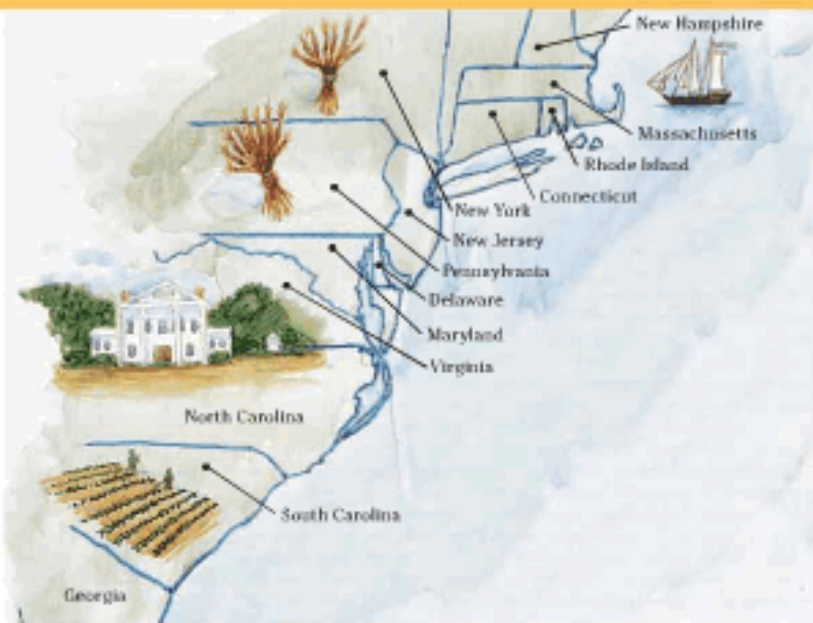 New Hampshire
Massachusetts
Rhode Island
Connecticut
New York
New Jersey
Pennsylvania
Delaware
Maryland
Virginia
North Carolina
South Carolina
Georgia